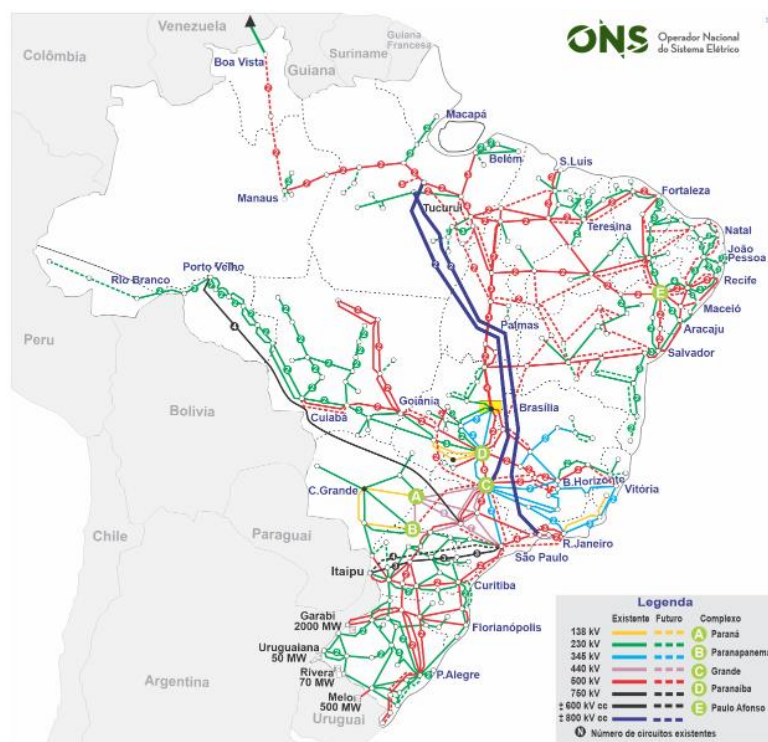 ONS
Operador Nacional
do Sistema Elétrico
Venezuela
Guiana
Francesa
Suriname
Colômbia
Guiana
Boa Vista
Macapá
Belém
S.Luis
Fortaleza
Manaus
Tucuruí
Teresina
Natal
João
Pessoa
Recife
Porto Velho
Rio Branco
E
Maceió
Aracaju
Palmas
Salvador
Peru
Bolivia
Cuiabá
Goiânia
Brasília
D
B.Horizonte
C
Vitória
C.Grande
A
B
R.Janeiro
São Paulo
Paraguai
Chile
Itaipu
Curitiba
Garabi
2000 MW
Florianópolis
Uruguaiana
50 MW
Rivera
70 MW
P.Alegre
Melo
500 MW
Argentina
Uruguai
Legenda
Existente Futuro Complexo
138 kV A Paraná
230 kV
345 kV B Paranapanema
440 kV C Grande
500 kV
750 kV D Paranaiba
± 600 kV cc
± 800 kV cc E Paulo Afonso
N Número de circuitos existentes